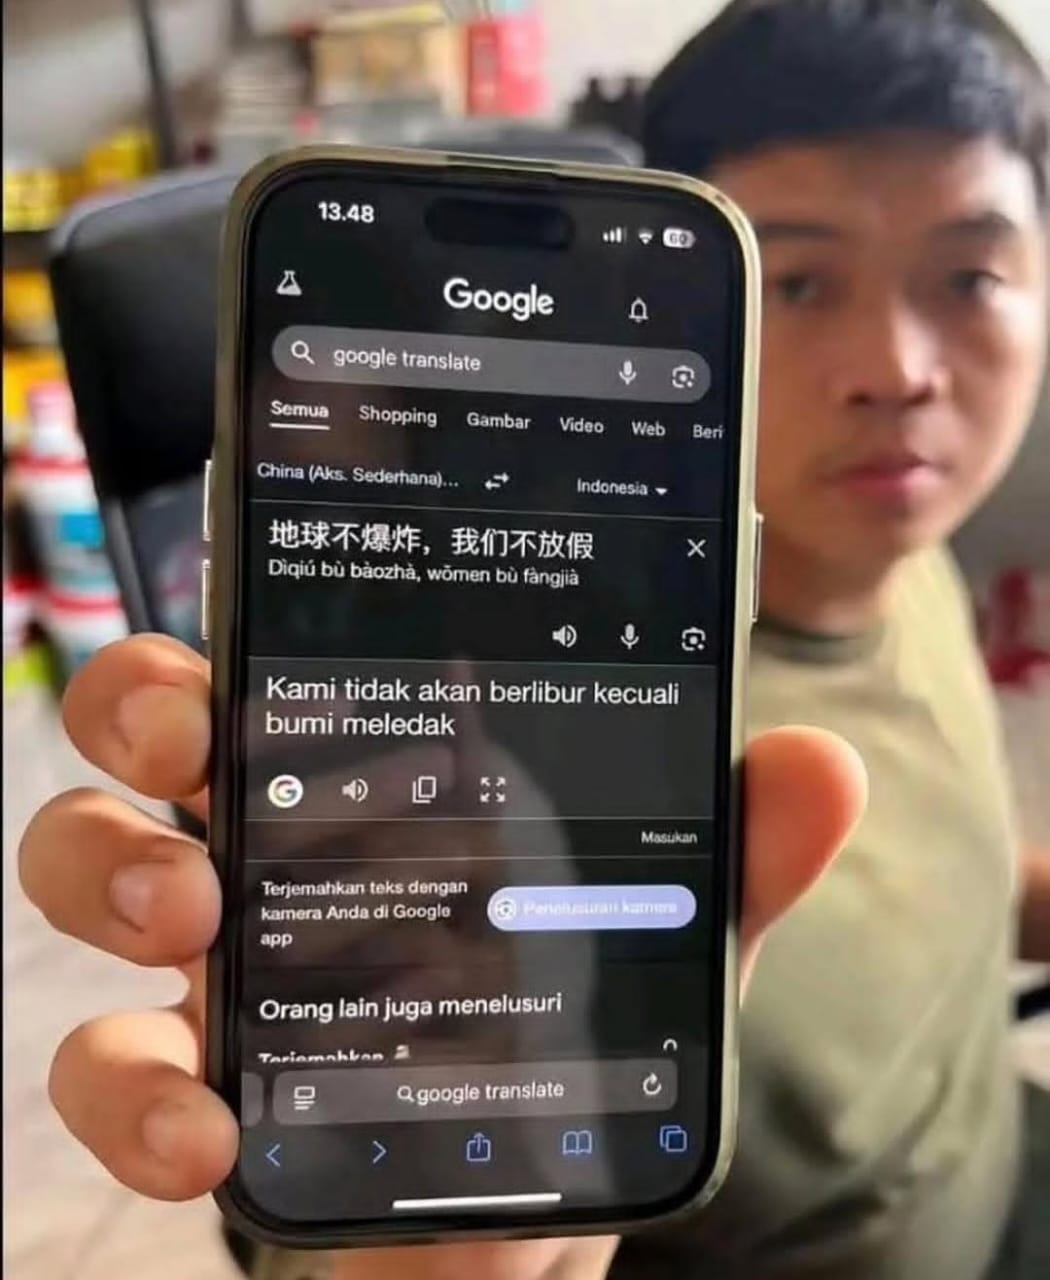 13.48
60
Google
google translate
Semua Shopping Gambar Video Web Beri
China (Aks. Sederhana)... Indonesia
地球不爆炸，我们不放假
Dìqiú bù bàozhà, wǒmen bù fàngjià
Kami tidak akan berlibur kecuali
bumi meledak
Masukan
Terjemahkan teks dengan
kamera Anda di Google
app
Penelusuran kamera
Orang lain juga menelusuri
Terjemahkan
google translate